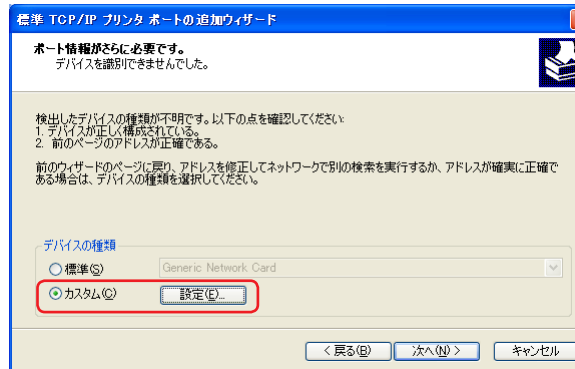 標準 TCP/IP プリンタ ポートの追加ウィザード
ポート情報がさらに必要です。
デバイスを識別できませんでした。
検出したデバイスの種類が不明です。以下の点を確認してください:
1. デバイスが正しく構成されている。
2. 前のページのアドレスが正確である。
前のウィザードのページに戻り、アドレスを修正してネットワークで別の検索を実行するか、アドレスが確実に正確で
ある場合は、デバイスの種類を選択してください。
デバイスの種類
標準(S) Generic Network Card
カスタム(C) 設定(E)...
< 戻る(B) 次へ(N) > キャンセル